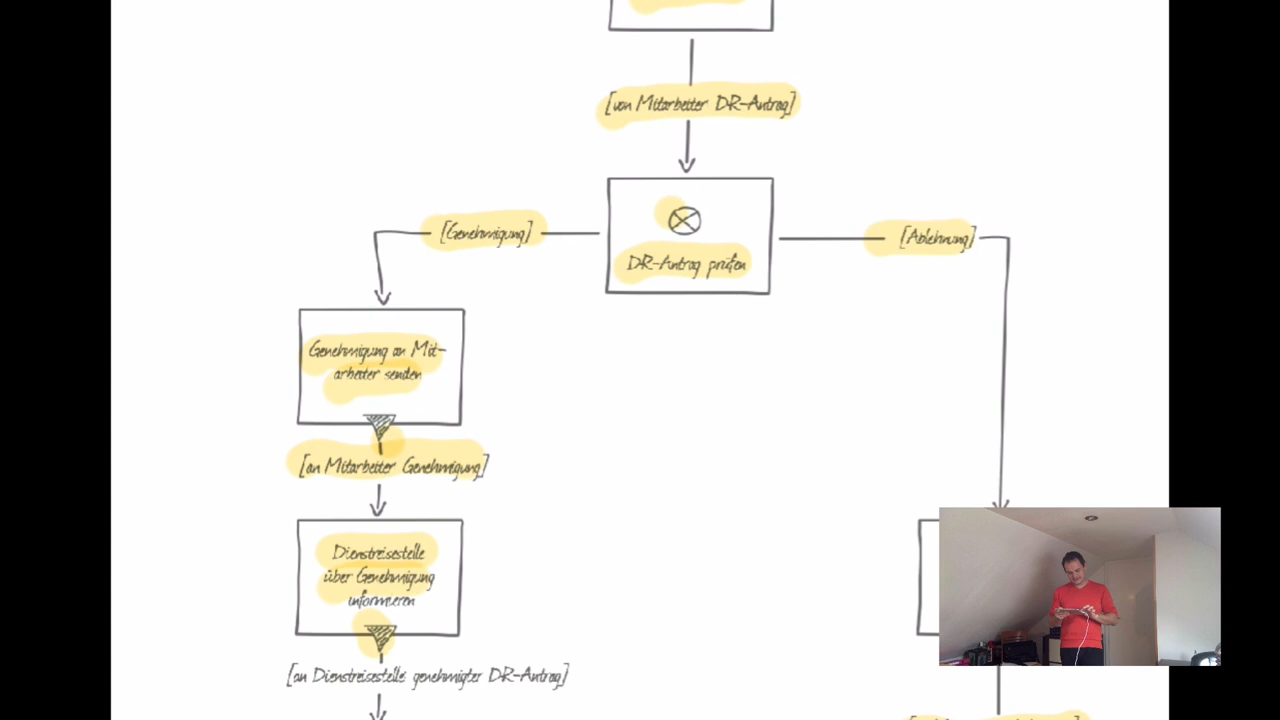 [von Mitarbeiter DR-Antrag]
[Genehmigung]
[Ablehnung]
DR-Antrag prüfen
Genehmigung an Mit-
arbeiter senden
[an Mitarbeiter Genehmigung]
Dienstreisestelle
über Genehmigung
informieren
[an Dienstreisestelle genehmigter DR-Antrag]